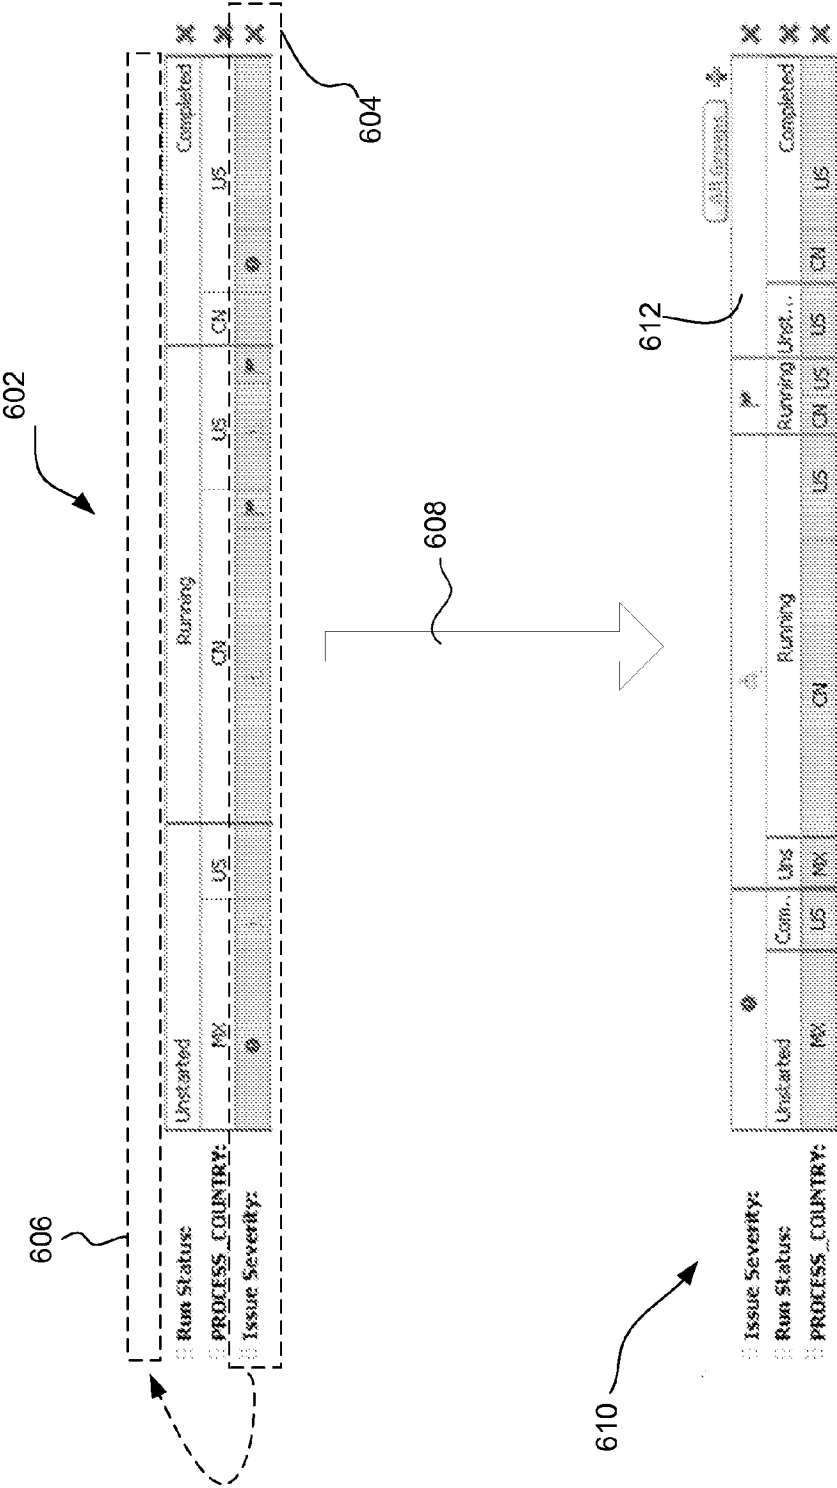 602
606
Run Status: Unstarted Running Completed
PROCESS_COUNTRY: MX US CN US CN US
Issue Severity:
604
608
610
612
All Groups
Issue Severity:
Run Status: Unstarted Com.. Uns Running Running Unst... Completed
PROCESS_COUNTRY: MX US MX CN US CN US US CN US